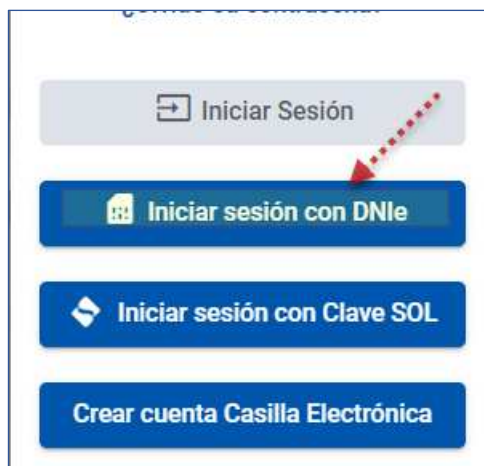 Iniciar Sesión
Iniciar sesión con DNIe
Iniciar sesión con Clave SOL
Crear cuenta Casilla Electrónica